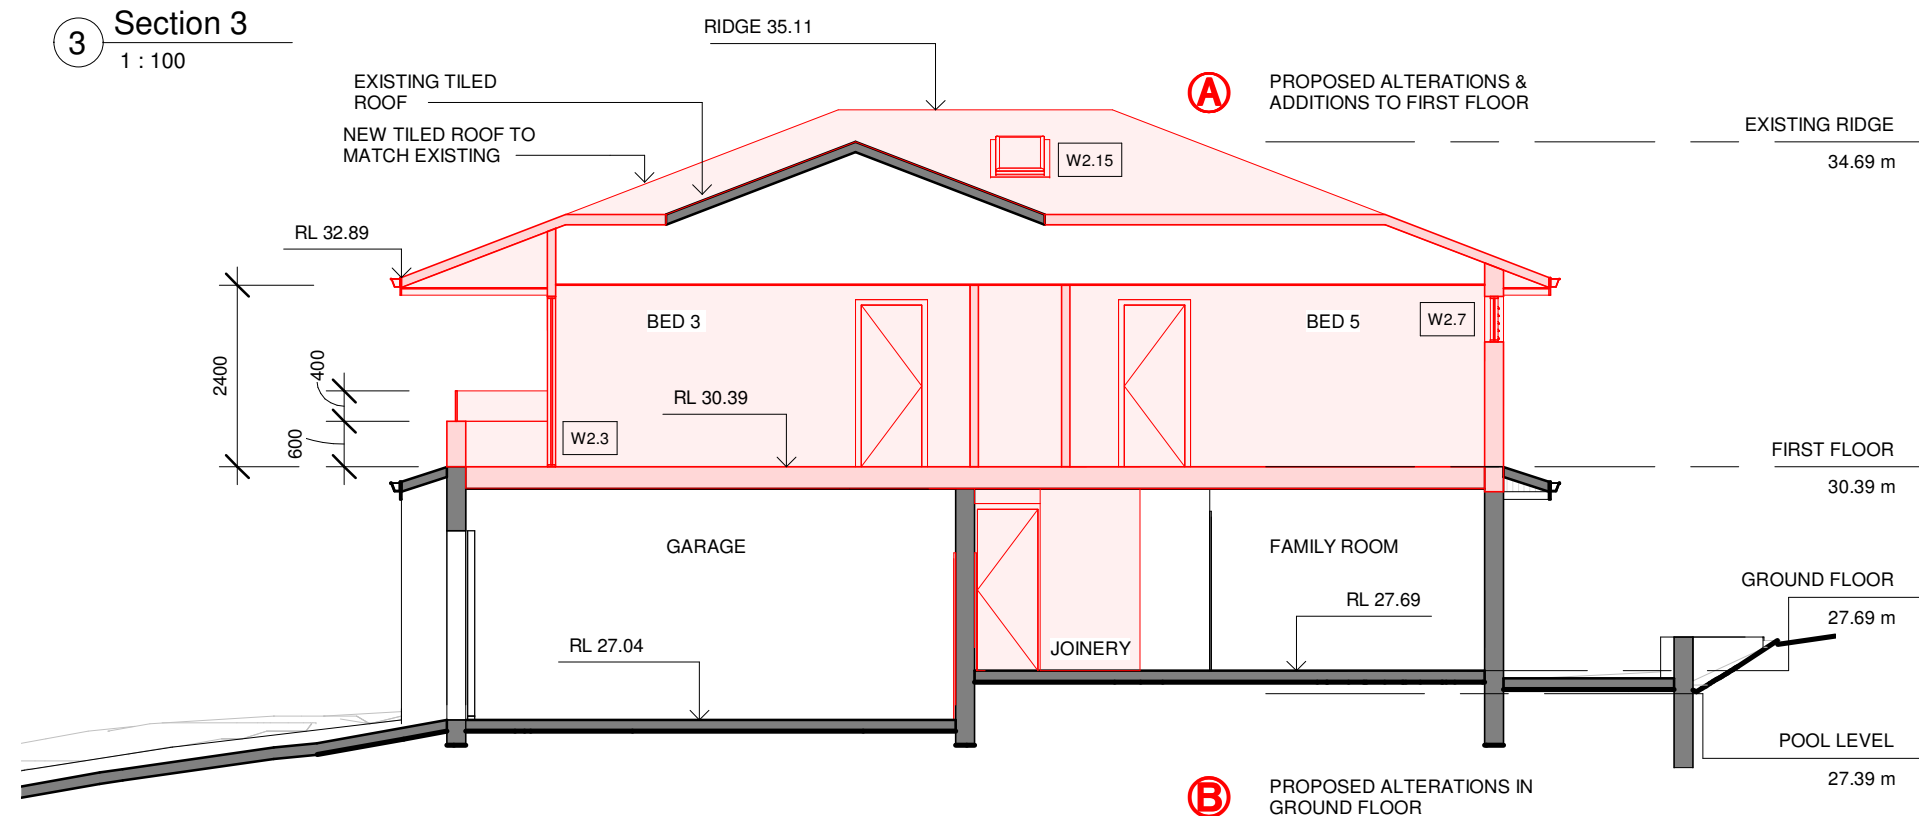 3
Section 3
1 : 100
RIDGE 35.11
EXISTING TILED
ROOF
NEW TILED ROOF TO
MATCH EXISTING
A
PROPOSED ALTERATIONS &
ADDITIONS TO FIRST FLOOR
EXISTING RIDGE
34.69 m
W2.15
RL 32.89
BED 3
BED 5
W2.7
2400
400
600
RL 30.39
W2.3
FIRST FLOOR
30.39 m
GARAGE
FAMILY ROOM
GROUND FLOOR
27.69 m
RL 27.69
RL 27.04
JOINERY
POOL LEVEL
27.39 m
B
PROPOSED ALTERATIONS IN
GROUND FLOOR